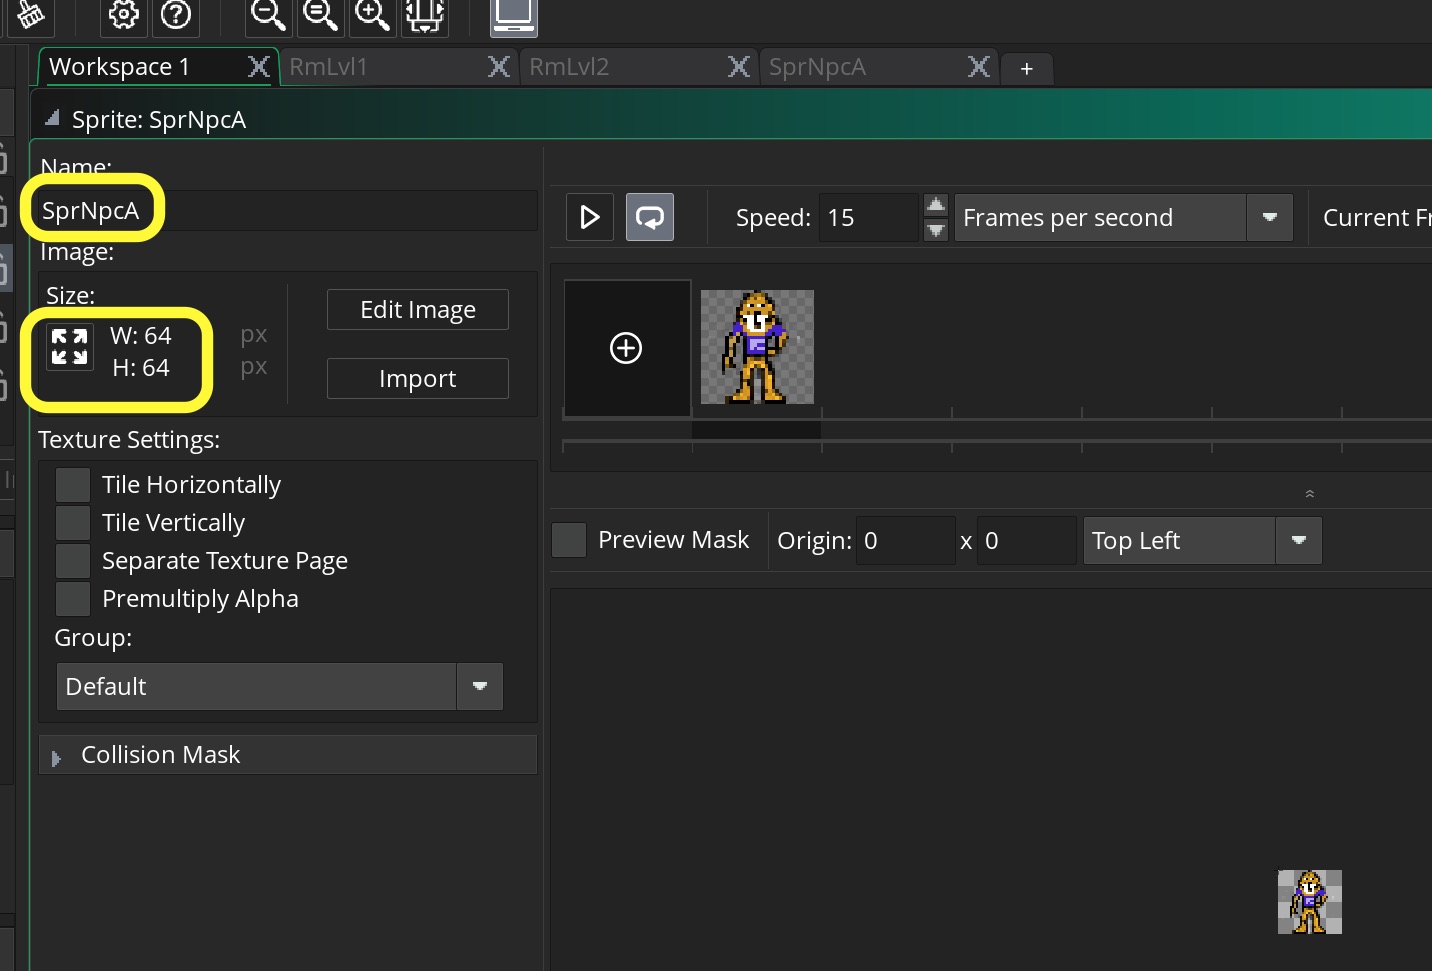 Workspace 1
RmLvl1
RmLvl2
SprNpcA
+
Sprite: SprNpcA
Name:
SprNpcA
Image:
Size:
W: 64 px
H: 64 px
Edit Image
Import
Texture Settings:
Tile Horizontally
Tile Vertically
Separate Texture Page
Premultiply Alpha
Group:
Default
Collision Mask
Speed: 15 Frames per second Current Fr
Preview Mask Origin: 0 x 0 Top Left